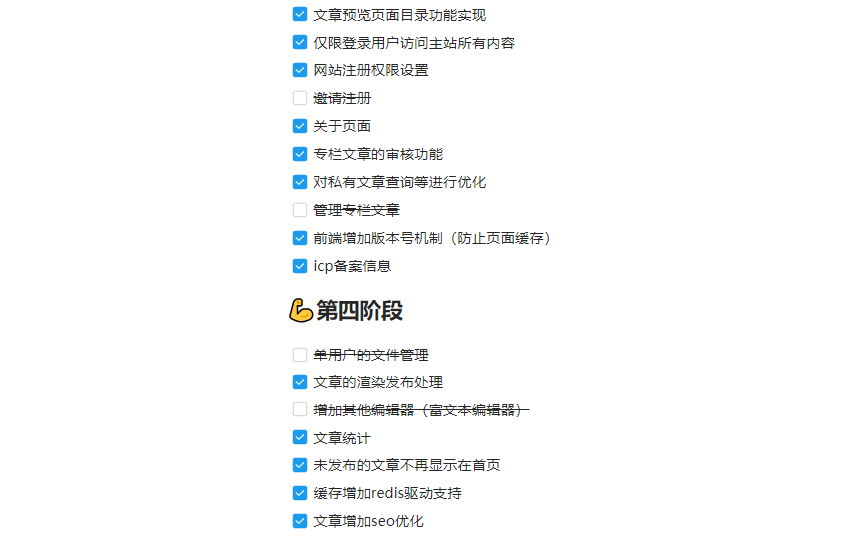 文章预览页面目录功能实现
仅限登录用户访问主站所有内容
网站注册权限设置
邀请注册
关于页面
专栏文章的审核功能
对私有文章查询等进行优化
管理专栏文章
前端增加版本号机制（防止页面缓存）
icp备案信息
💪第四阶段
单用户的文件管理
文章的渲染发布处理
增加其他编辑器（富文本编辑器）
文章统计
未发布的文章不再显示在首页
缓存增加redis驱动支持
文章增加seo优化